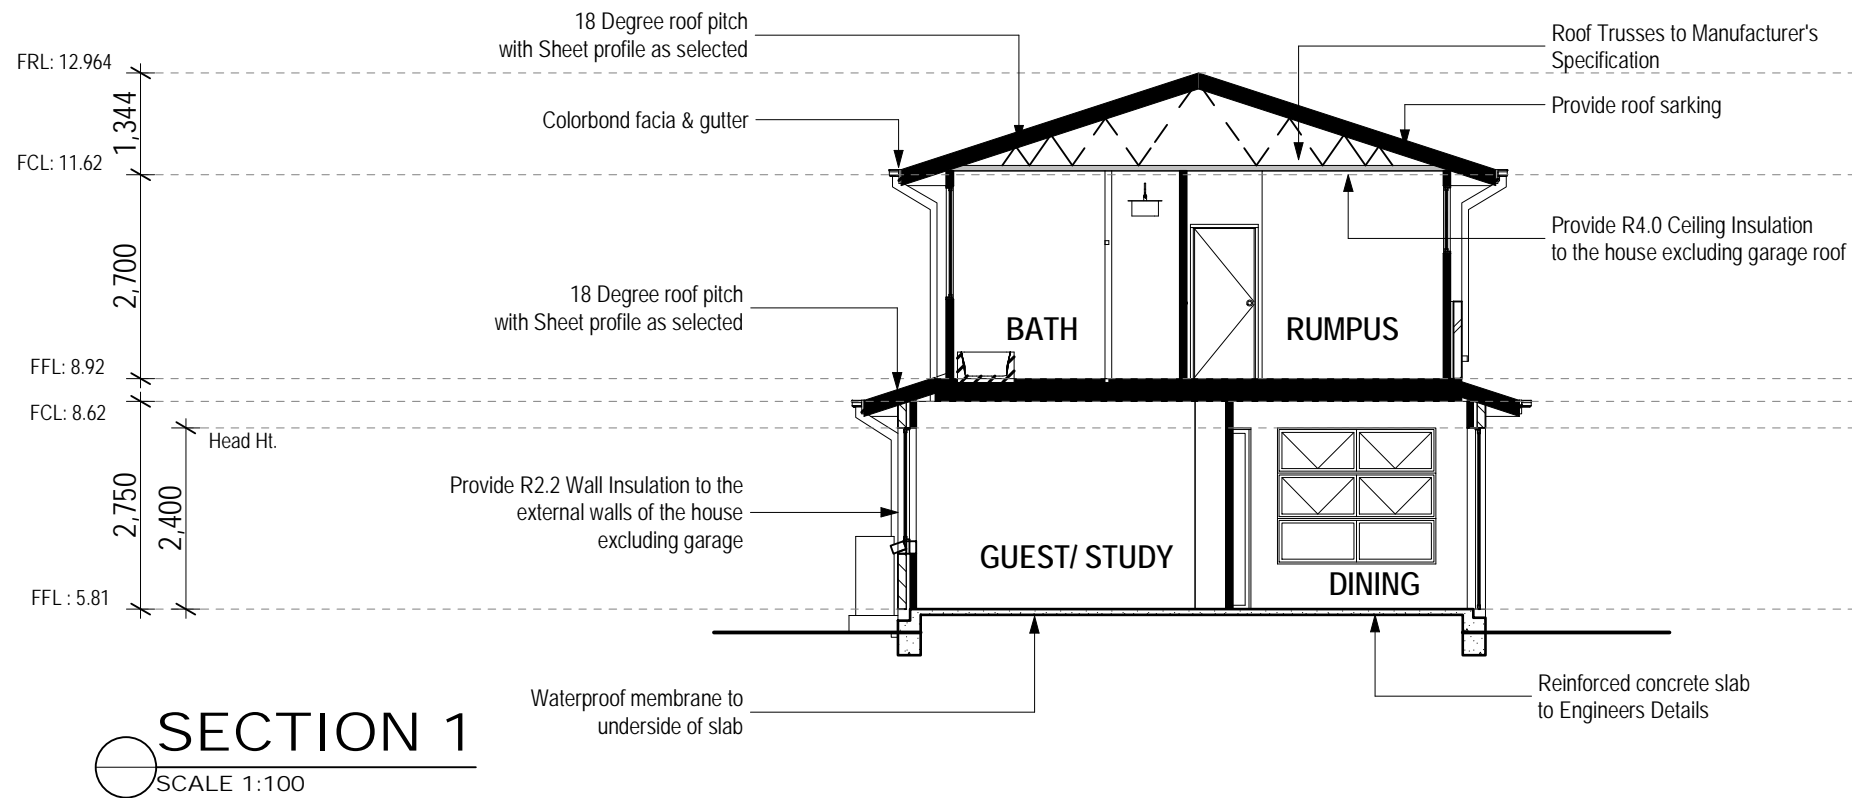 18 Degree roof pitch
with Sheet profile as selected
Roof Trusses to Manufacturer's
Specification
FRL: 12.964
1,344
Colorbond facia & gutter
Provide roof sarking
FCL: 11.62
2,700
Provide R4.0 Ceiling Insulation
to the house excluding garage roof
18 Degree roof pitch
with Sheet profile as selected
BATH
RUMPUS
FFL: 8.92
FCL: 8.62
Head Ht.
2,750
2,400
Provide R2.2 Wall Insulation to the
external walls of the house
excluding garage
GUEST/ STUDY
DINING
FFL : 5.81
Waterproof membrane to
underside of slab
Reinforced concrete slab
to Engineers Details
SECTION 1
SCALE 1:100